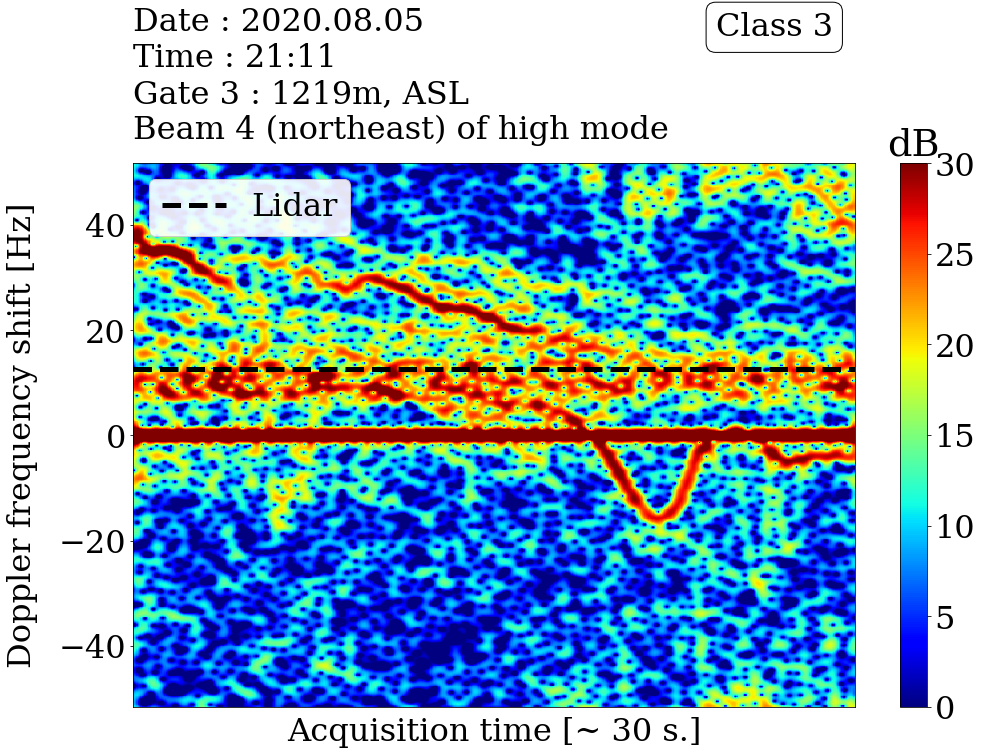 Date : 2020.08.05
Time : 21:11
Gate 3 : 1219m, ASL
Beam 4 (northeast) of high mode
Class 3
dB
Lidar
Doppler frequency shift [Hz]
40
20
0
−20
−40
Acquisition time [~ 30 s.]
30
25
20
15
10
5
0